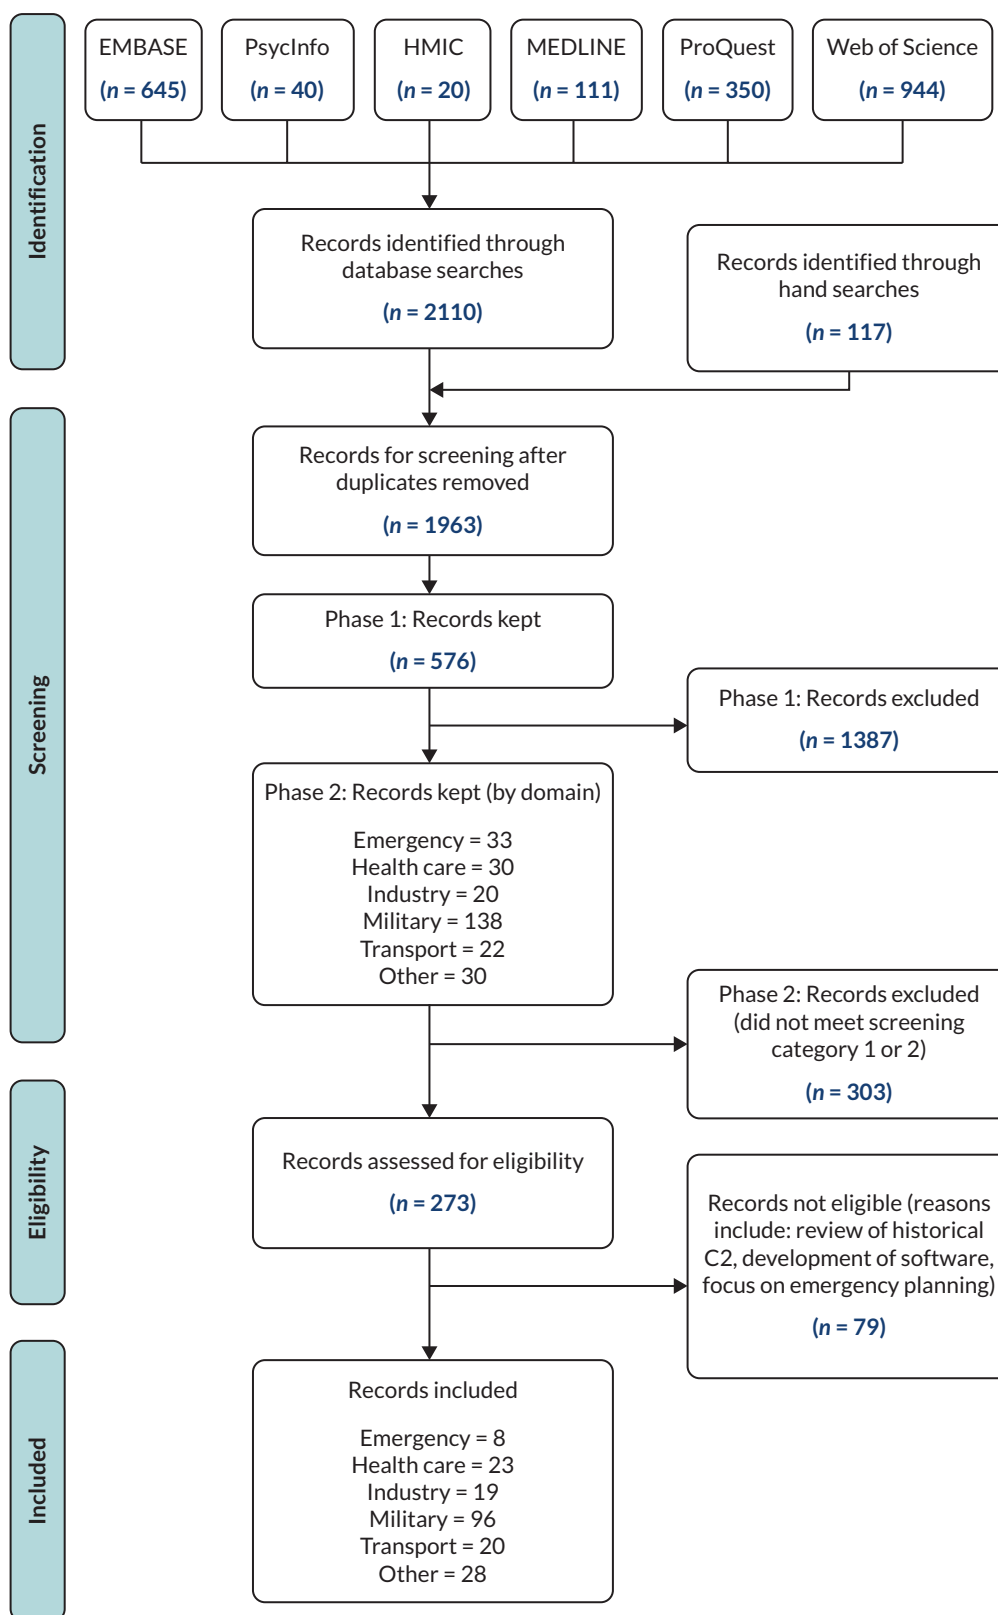 Identification
EMBASE
(n = 645)
PsycInfo
(n = 40)
HMIC
(n = 20)
MEDLINE
(n = 111)
ProQuest
(n = 350)
Web of Science
(n = 944)
Records identified through
database searches
(n = 2110)
Records identified through
hand searches
(n = 117)
Screening
Records for screening after
duplicates removed
(n = 1963)
Phase 1: Records kept
(n = 576)
Phase 1: Records excluded
(n = 1387)
Phase 2: Records kept (by domain)
Emergency = 33
Health care = 30
Industry = 20
Military = 138
Transport = 22
Other = 30
Phase 2: Records excluded
(did not meet screening
category 1 or 2)
(n = 303)
Eligibility
Records assessed for eligibility
(n = 273)
Records not eligible (reasons
include: review of historical
C2, development of software,
focus on emergency planning)
(n = 79)
Included
Records included
Emergency = 8
Health care = 23
Industry = 19
Military = 96
Transport = 20
Other = 28